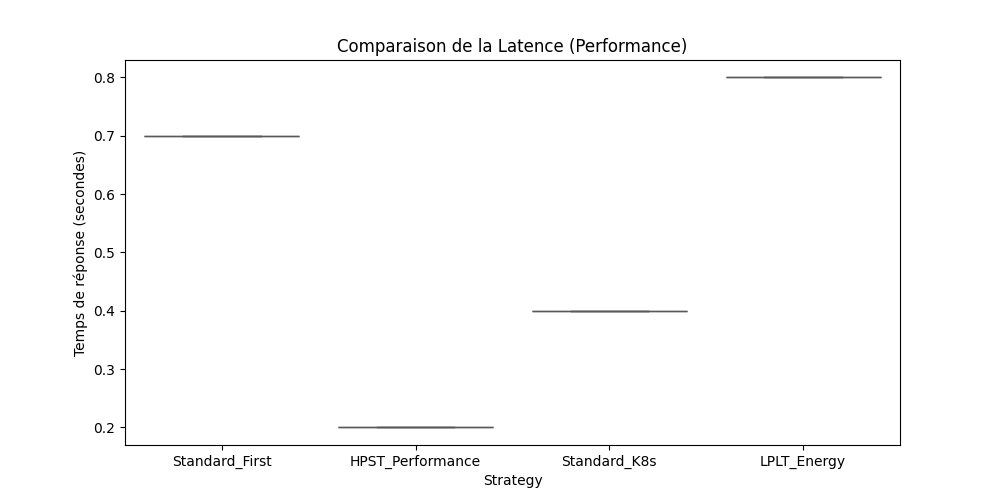 Comparaison de la Latence (Performance)
Temps de réponse (secondes)
0.8
0.7
0.6
0.5
0.4
0.3
0.2
Standard_First HPST_Performance Standard_K8s LPLT_Energy
Strategy